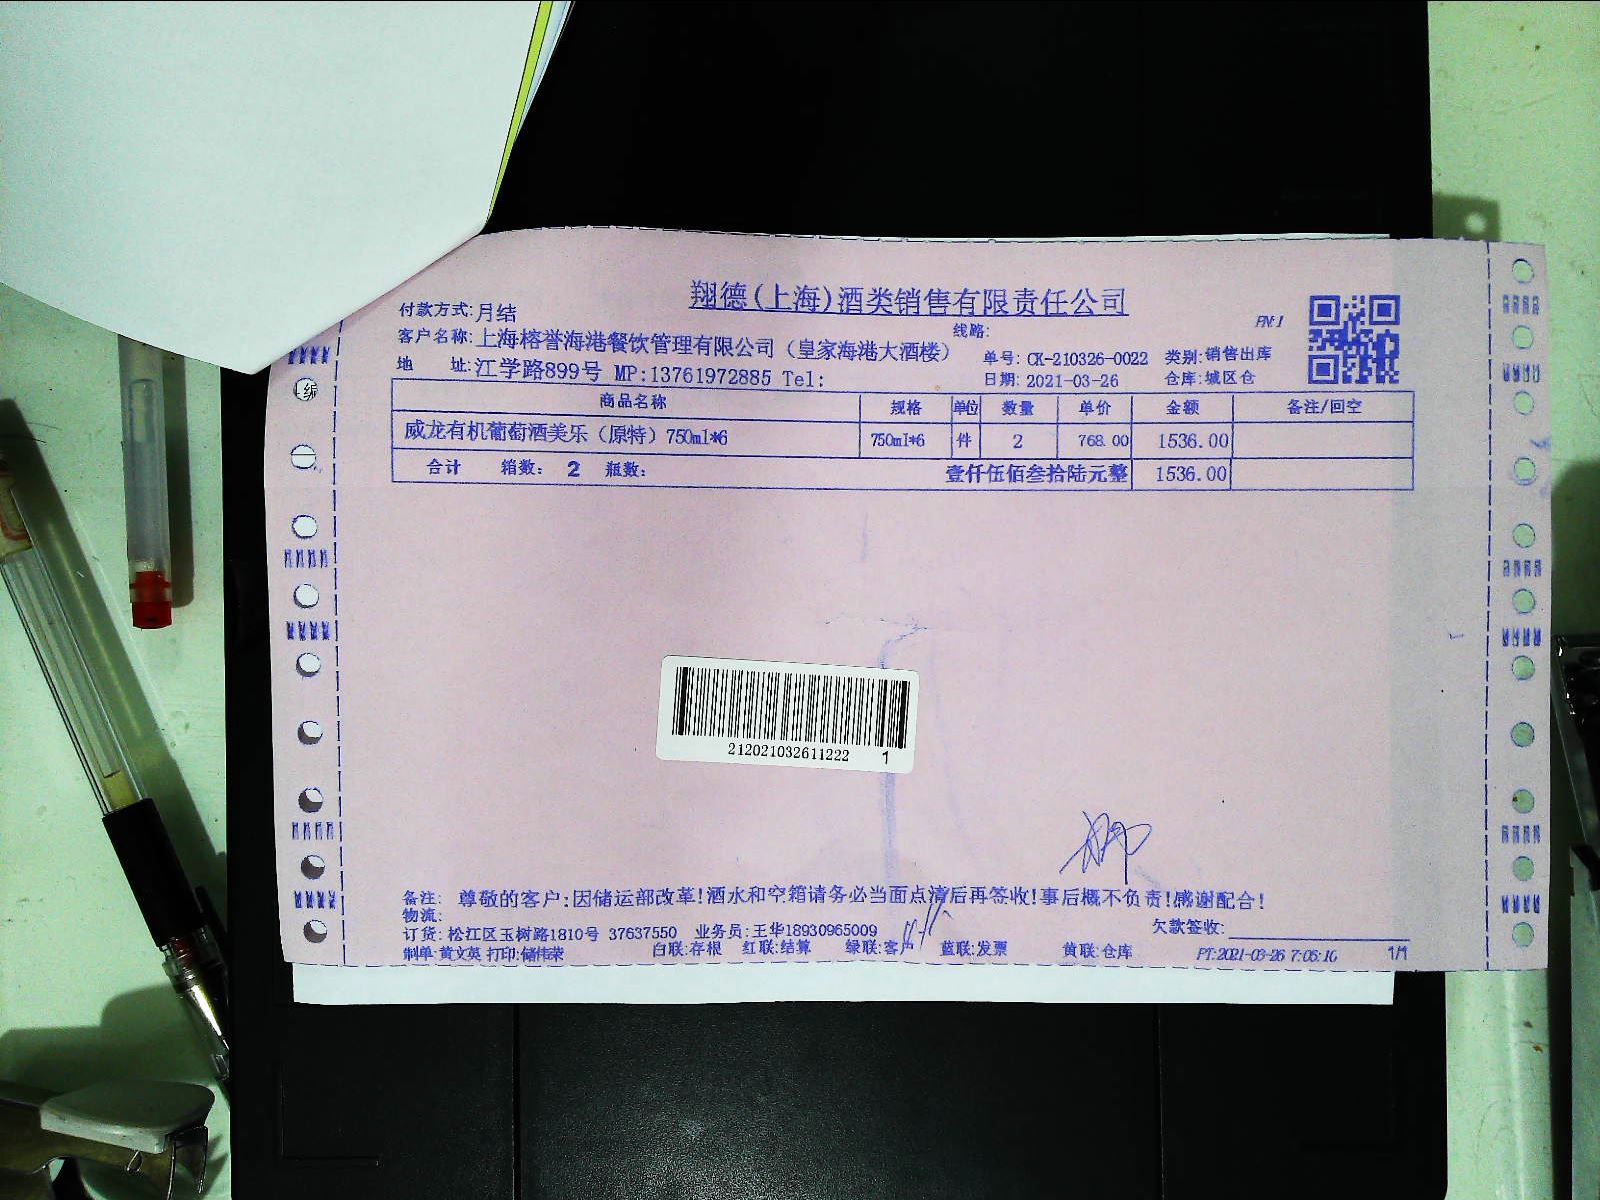 翔德(上海)酒类销售有限责任公司
付款方式:月结
线路:
PN:1
客户名称:上海榕誉海港餐饮管理有限公司（皇家海港大酒楼）
单号: CK-210326-0022 类别:销售出库
地 址:江学路899号 MP:13761972885 Tel:
日期: 2021-03-26 仓库:城区仓
商品名称 规格 单位 数量 单价 金额 备注/回空
威龙有机葡萄酒美乐（原特）750ml*6 750ml*6 件 2 768.00 1536.00
合计 箱数: 2 瓶数: 壹仟伍佰叁拾陆元整 1536.00
212021032611222 1
备注: 尊敬的客户:因储运部改革!酒水和空箱请务必当面点清后再签收!事后概不负责!感谢配合!
物流:
欠款签收:
订货: 松江区玉树路1810号 37637550 业务员:王华18930965009
制单:黄文英 打印:储伟荣 白联:存根 红联:结算 绿联:客户 蓝联:发票 黄联:仓库 PT:2021-03-26 7:05:10 1/1